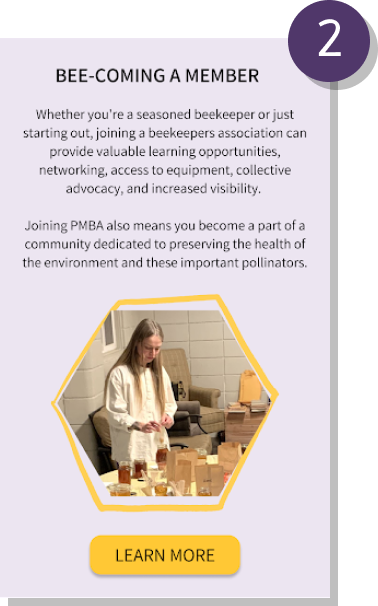 2
BEE-COMING A MEMBER
Whether you're a seasoned beekeeper or just
starting out, joining a beekeepers association can
provide valuable learning opportunities,
networking, access to equipment, collective
advocacy, and increased visibility.
Joining PMBA also means you become a part of a
community dedicated to preserving the health of
the environment and these important pollinators.
LEARN MORE